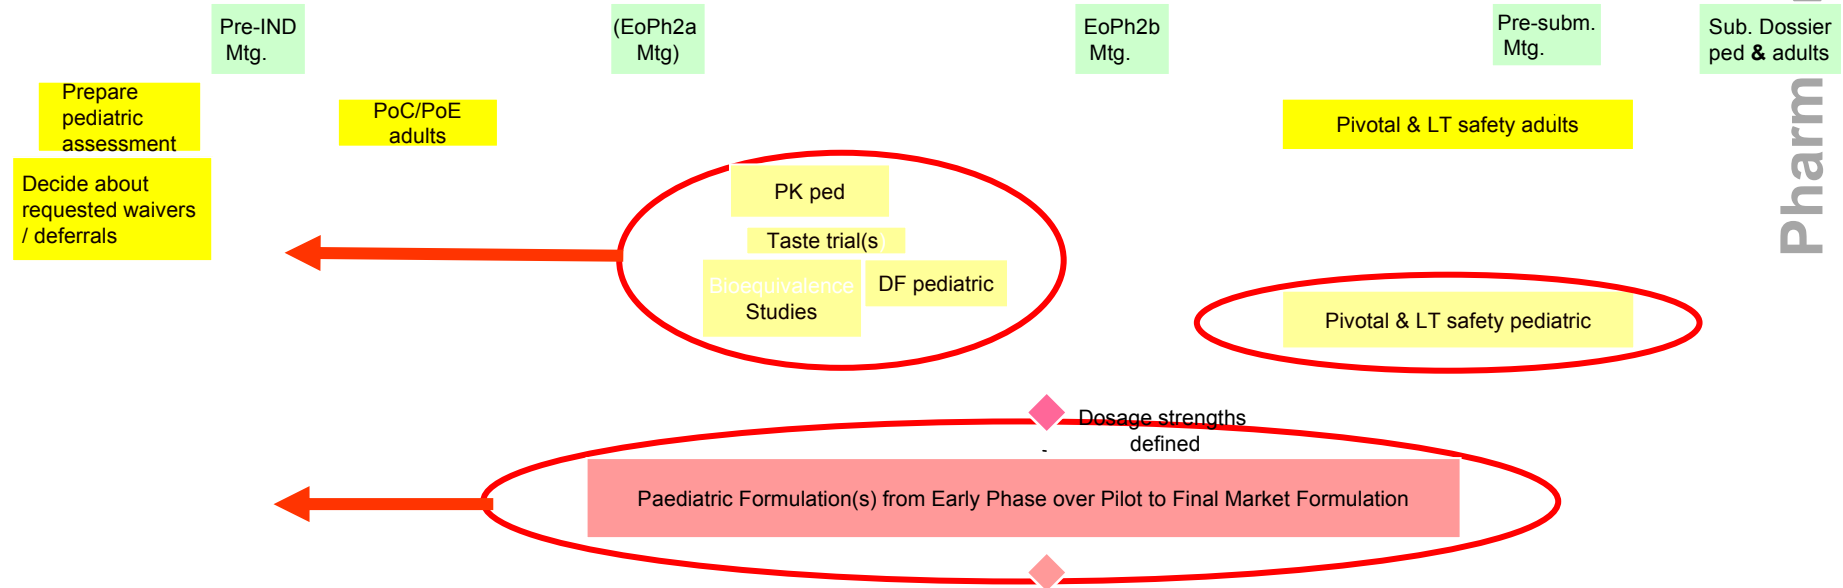 Pre-IND
Mtg.
(EoPh2a
Mtg)
EoPh2b
Mtg.
Pre-subm.
Mtg.
Sub. Dossier
ped & adults
Prepare
pediatric
assessment
PoC/PoE
adults
Pivotal & LT safety adults
Decide about
requested waivers
/ deferrals
PK ped
Taste trial(s
Bioequivalence
Studies
DF pediatric
Pivotal & LT safety pediatric
Dosage strengths
defined
-
Paediatric Formulation(s) from Early Phase over Pilot to Final Market Formulation
Pharm